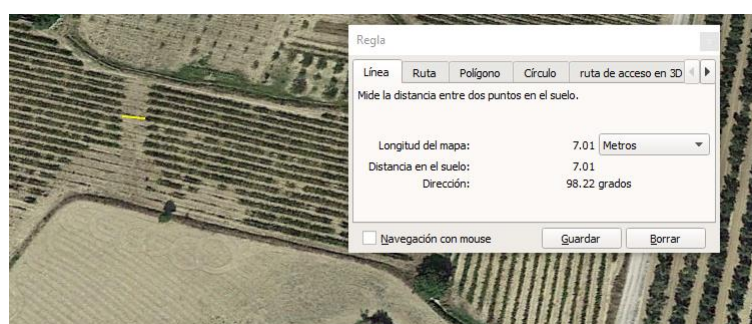 Regla
Línea Ruta Polígono Círculo ruta de acceso en 3D
Mide la distancia entre dos puntos en el suelo.
Longitud del mapa: 7.01 Metros
Distancia en el suelo: 7.01
Dirección: 98.22 grados
Navegación con mouse Guardar Borrar